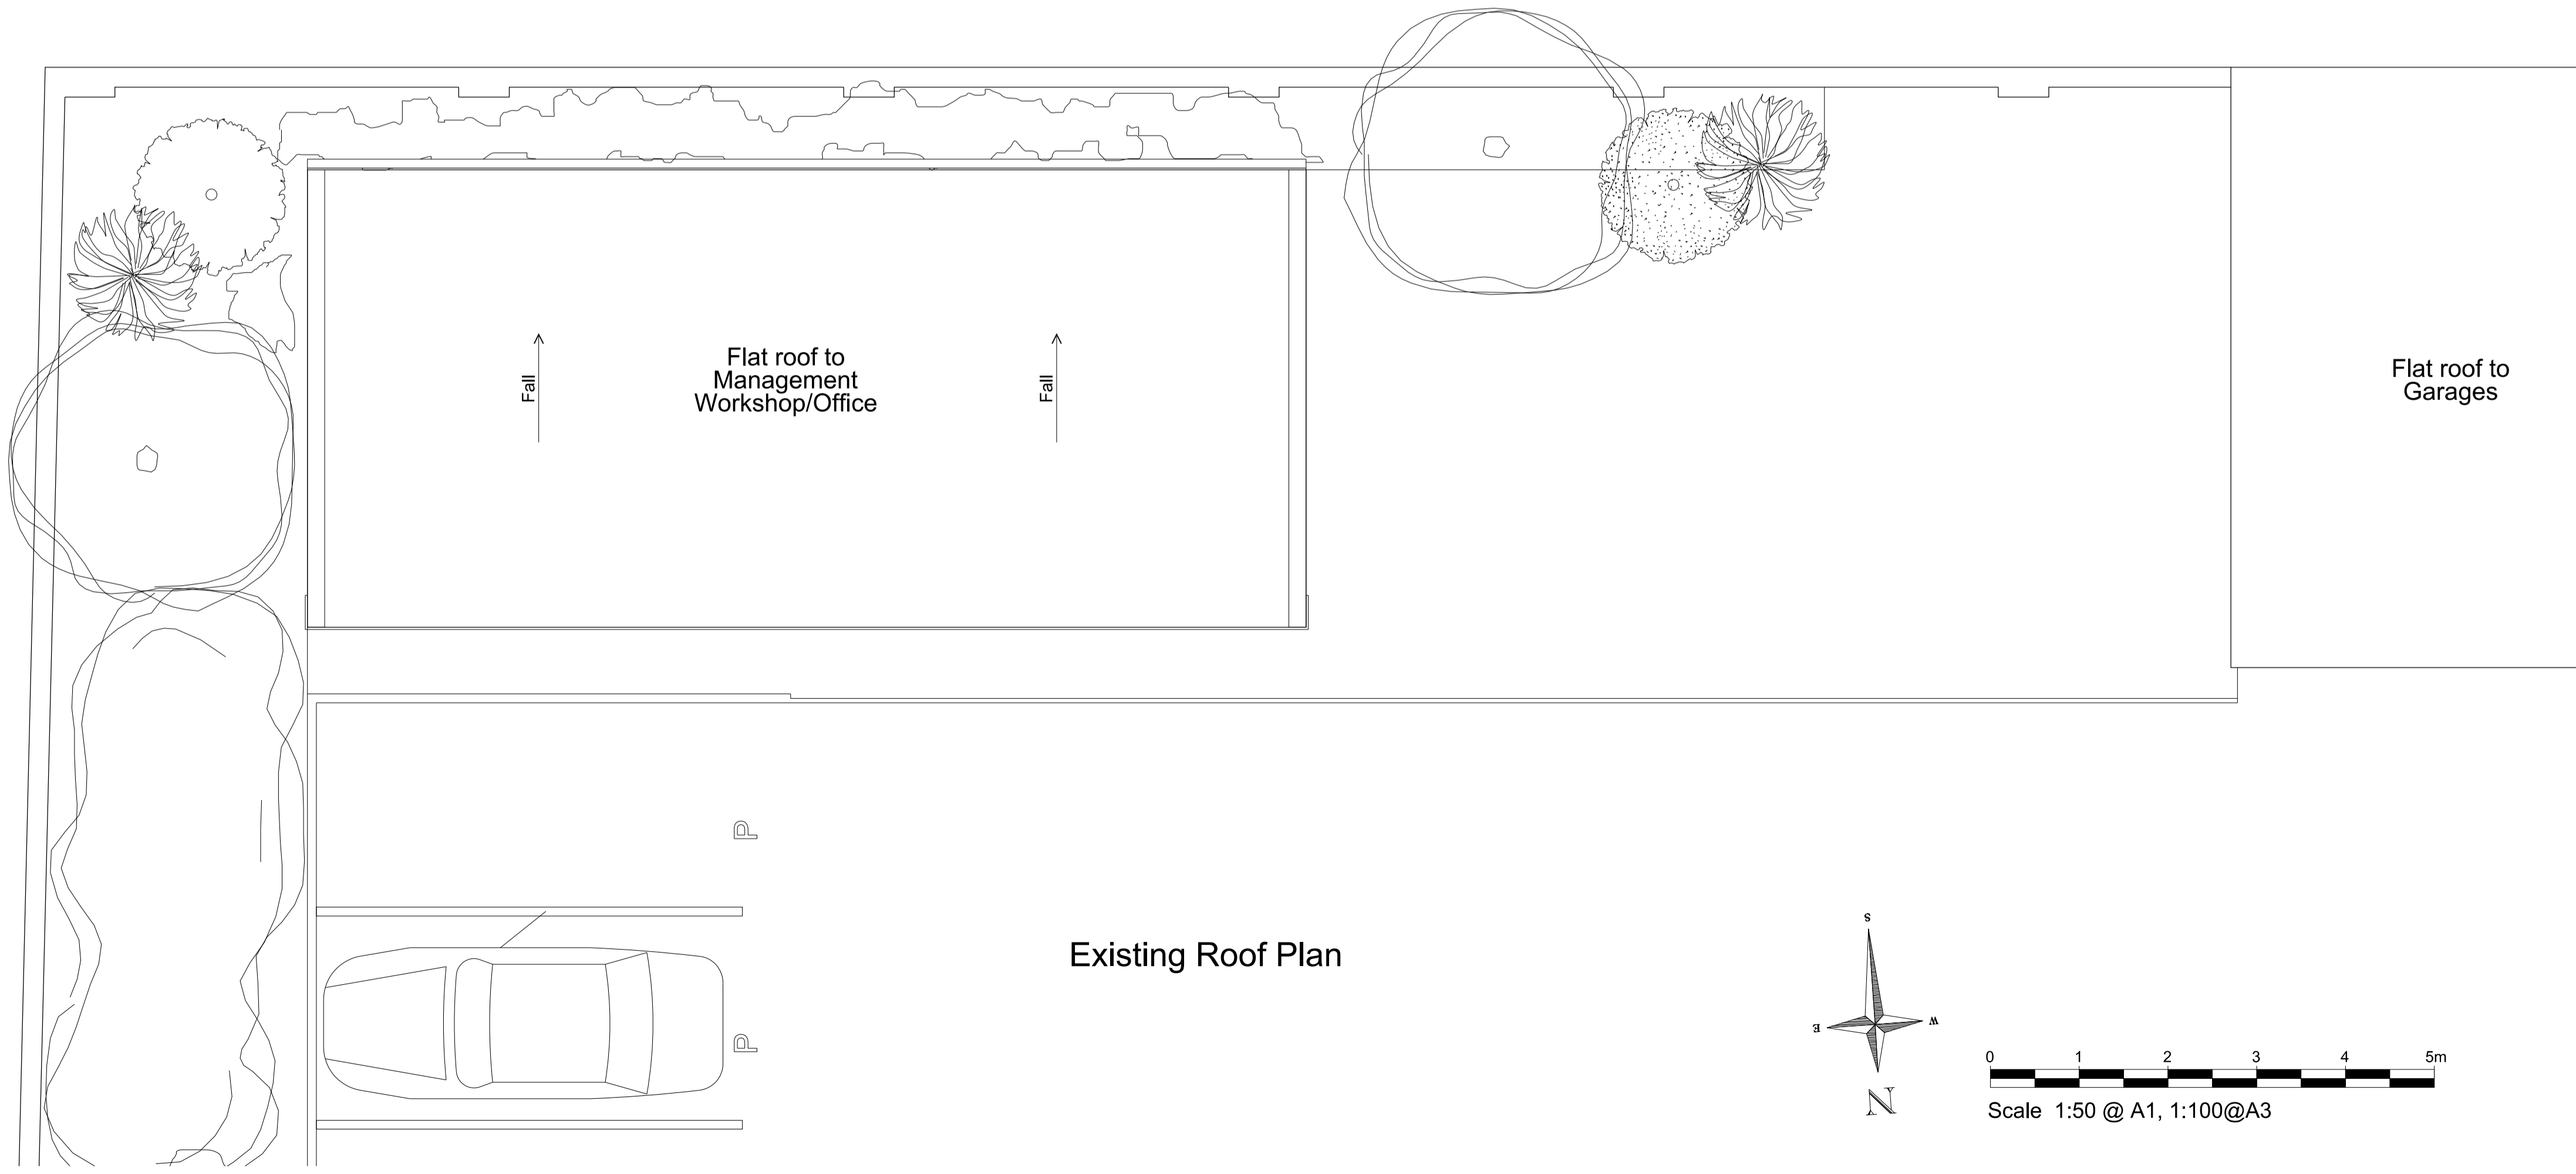 Flat roof to
Management
Workshop/Office
Fall
Fall
Flat roof to
Garages
P
P
Existing Roof Plan
S
E
W
N
0 1 2 3 4 5m
Scale 1:50 @ A1, 1:100@A3